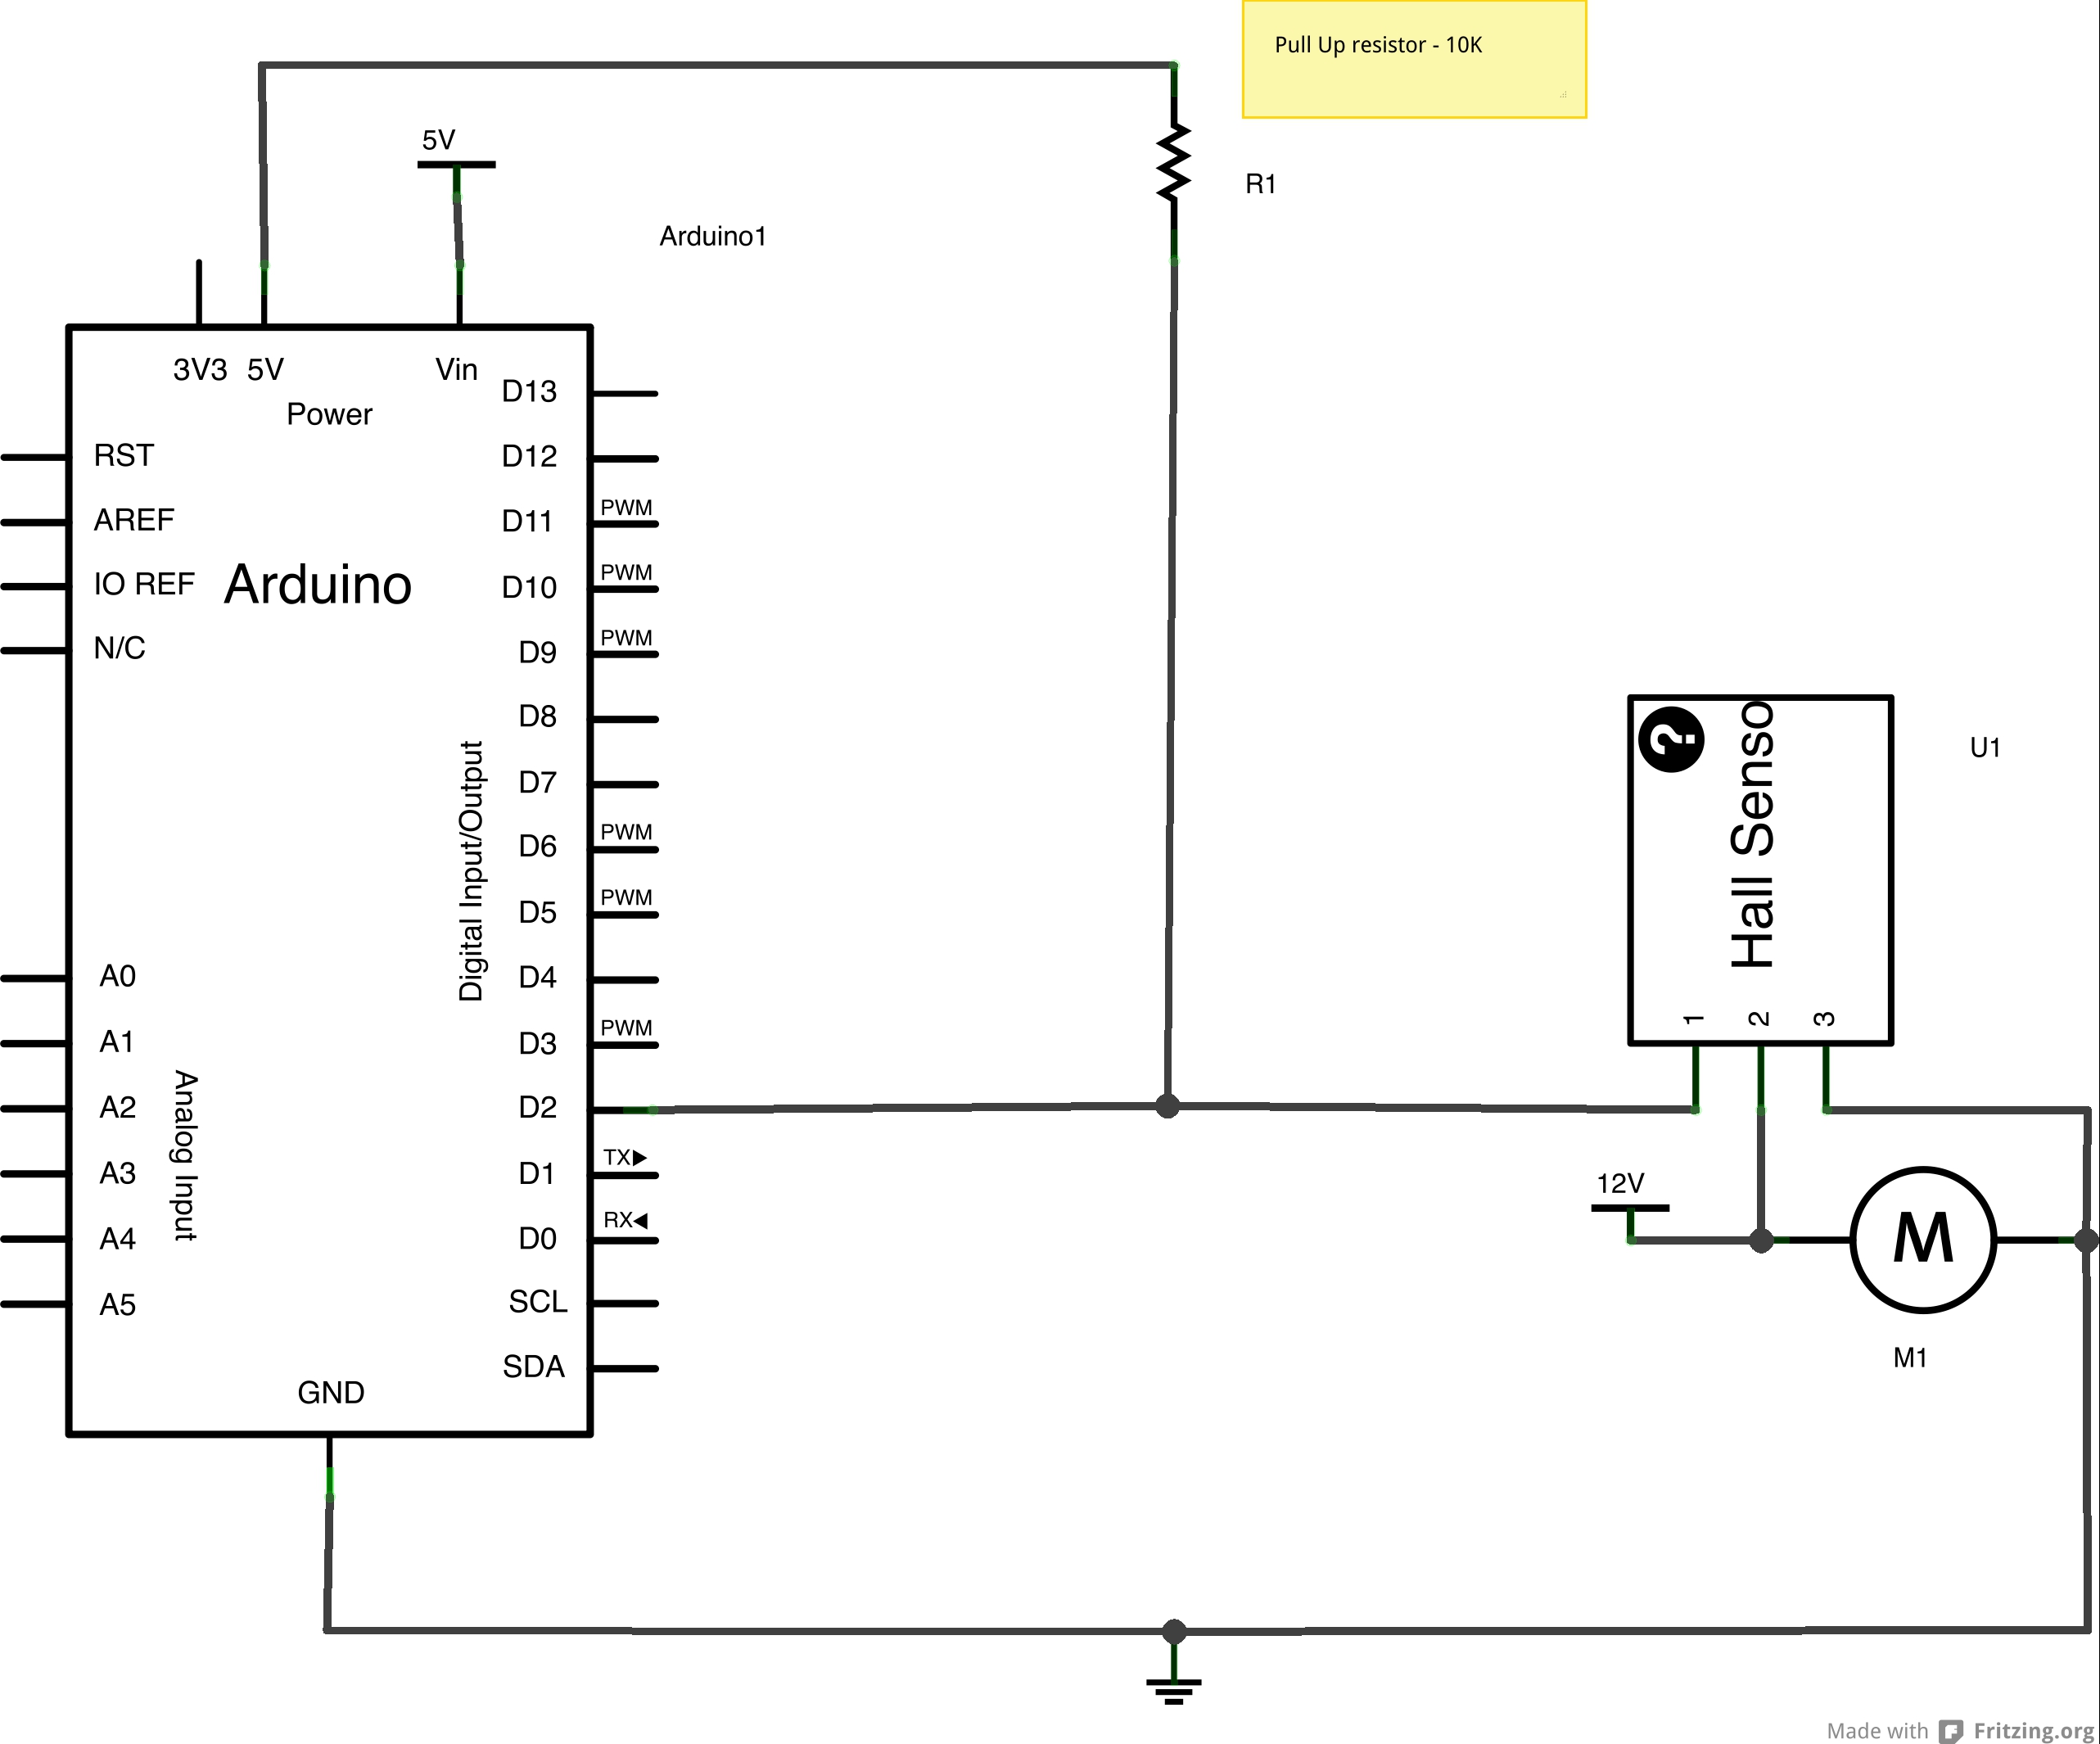 Pull Up resistor - 10K
5V
R1
Arduino1
3V3 5V Vin
Power
D13
RST
D12
AREF
D11 PWM
IO REF
Arduino
D10 PWM
N/C
D9 PWM
D8
Hall Senso
U1
D7
Digital Input/Output
D6 PWM
D5 PWM
A0
D4
1 2 3
A1
D3 PWM
A2
D2
Analog Input
A3
D1 TX
12V
A4
D0 RX
M
A5
SCL
M1
SDA
GND
Made with Fritzing.org